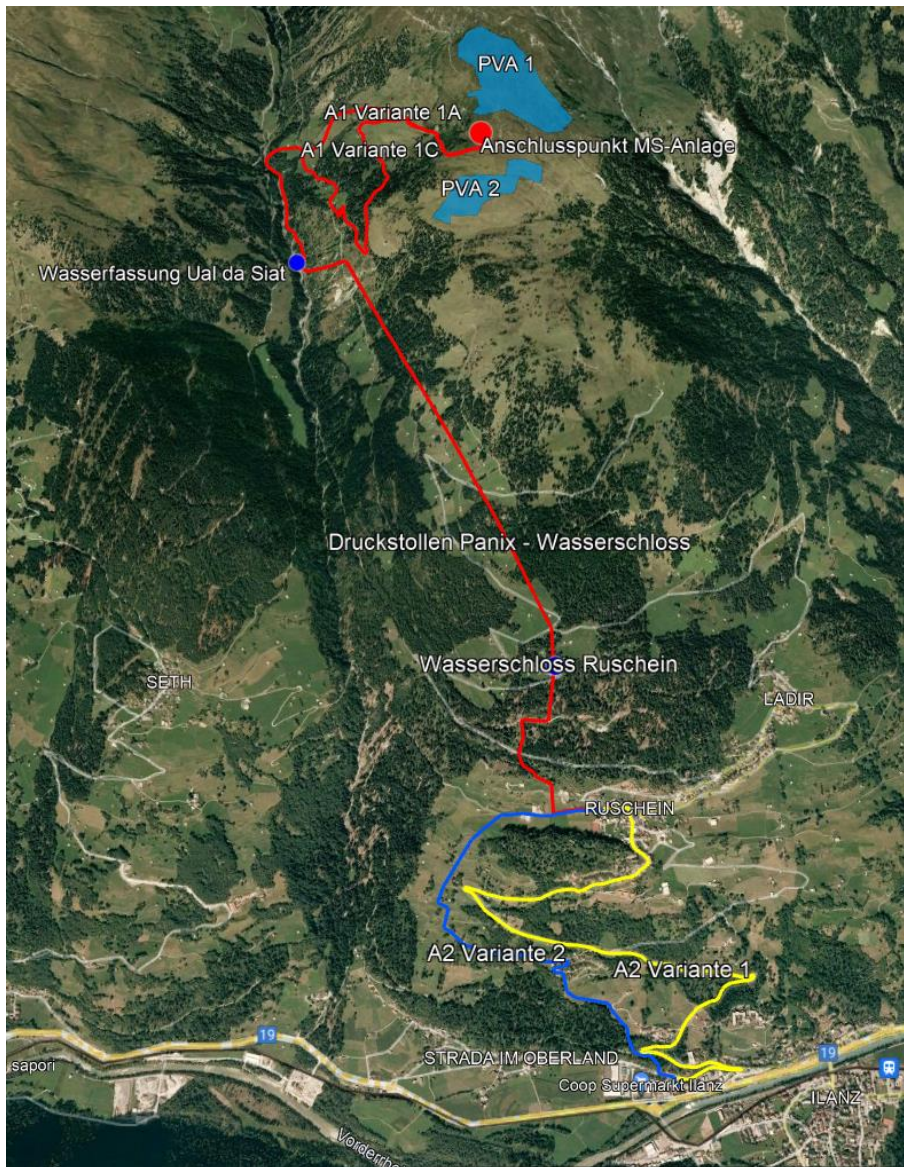 PVA 1
A1 Variante 1A
Anschlusspunkt MS-Anlage
A1 Variante 1C
PVA 2
Wasserfassung Ual da Siat
Druckstollen Panix - Wasserschloss
Wasserschloss Ruschein
SETH
LADIR
RUSCHEIN
A2 Variante 2
A2 Variante 1
19
19
sapori
STRADA IM OBERLAND
Coop Supermarkt Ilanz
ILANZ